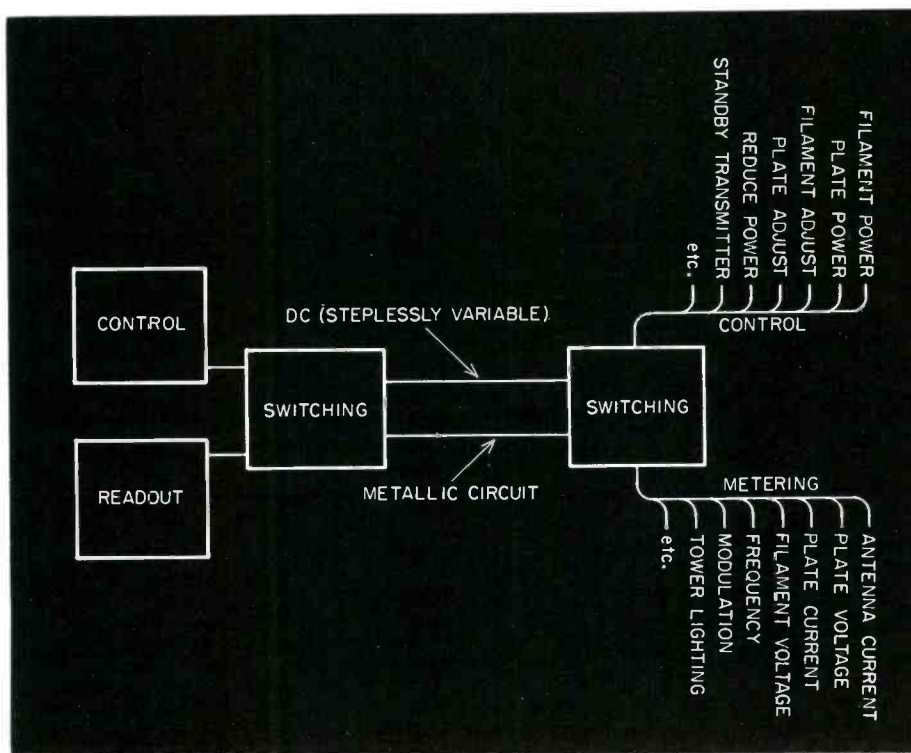 FILAMENT POWER
PLATE POWER
FILAMENT ADJUST
PLATE ADJUST
REDUCE POWER
STANDBY TRANSMITTER
etc.
CONTROL
CONTROL
DC (STEPLESSLY VARIABLE)
SWITCHING
SWITCHING
READOUT
METALLIC CIRCUIT
METERING
ANTENNA CURRENT
PLATE VOLTAGE
PLATE CURRENT
FILAMENT VOLTAGE
FREQUENCY
MODULATION
TOWER LIGHTING
etc.